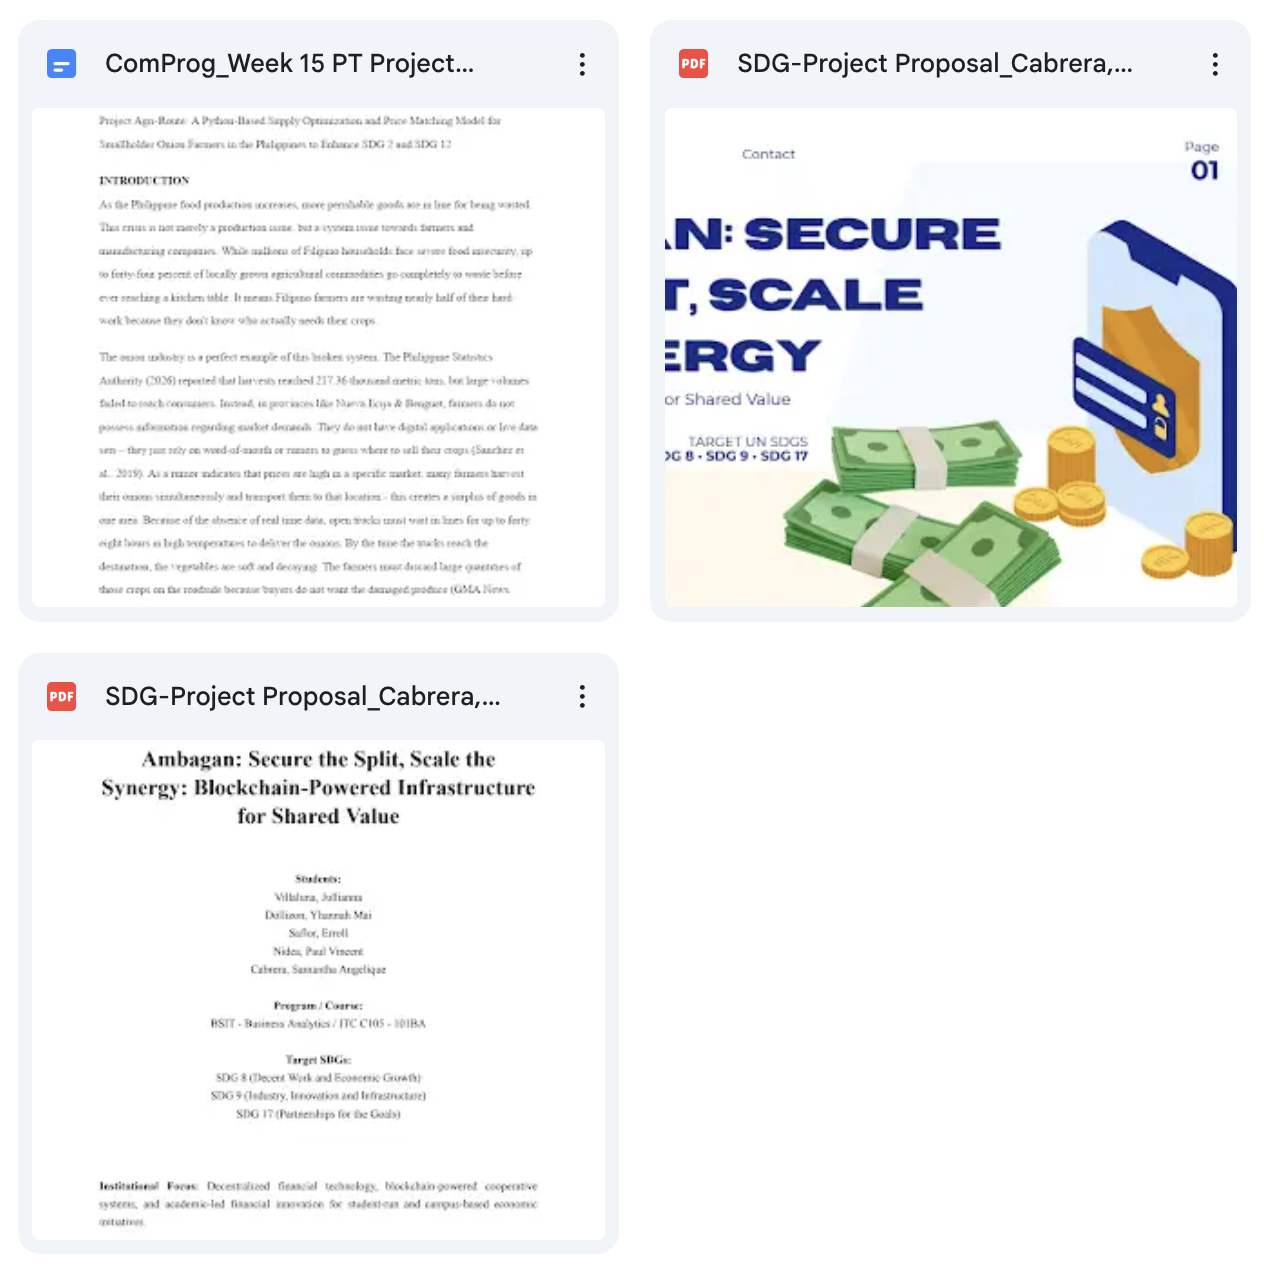 ComProg_Week 15 PT Project...
Project Agri-Route: A Python-Based Supply Optimization and Price Matching Model for
Smallholder Onion Farmers in the Philippines to Enhance SDG 2 and SDG 12
INTRODUCTION
As the Philippine food production increases, more perishable goods are in line for being wasted.
This crisis is not merely a production issue, but a system issue towards farmers and
manufacturing companies. While millions of Filipino households face severe food insecurity, up
to forty-four percent of locally grown agricultural commodities go completely to waste before
ever reaching a kitchen table. It means Filipino farmers are wasting nearly half of their hard
work because they don't know who actually needs their crops.
The onion industry is a perfect example of this broken system. The Philippine Statistics
Authority (2026) reported that harvests reached 217.36 thousand metric tons, but large volumes
failed to reach consumers. Instead, in provinces like Nueva Ecija & Benguet, farmers do not
possess information regarding market demands. They do not have digital applications or live data
sets – they just rely on word-of-mouth or rumors to guess where to sell their crops (Sanchez et
al., 2019). As a rumor indicates that prices are high in a specific market, many farmers harvest
their onions simultaneously and transport them to that location - this creates a surplus of goods in
one area. Because of the absence of real time data, open trucks must wait in lines for up to forty
eight hours in high temperatures to deliver the onions. By the time the trucks reach the
destination, the vegetables are soft and decaying. The farmers must discard large quantities of
those crops on the roadside because buyers do not want the damaged produce (GMA News
SDG-Project Proposal_Cabrera,...
Contact
Page
01
AN: SECURE
T, SCALE
ERGY
or Shared Value
TARGET UN SDGS
DG 8 • SDG 9 • SDG 17
SDG-Project Proposal_Cabrera,...
Ambagan: Secure the Split, Scale the
Synergy: Blockchain-Powered Infrastructure
for Shared Value
Students:
Villaluna, Jullianna
Dollizon, Yhannah Mai
Saflor, Erroll
Nidea, Paul Vincent
Cabrera, Samantha Angelique
Program / Course:
BSIT - Business Analytics / ITC C105 - 101BA
Target SDGs:
SDG 8 (Decent Work and Economic Growth)
SDG 9 (Industry, Innovation and Infrastructure)
SDG 17 (Partnerships for the Goals)
Institutional Focus: Decentralized financial technology, blockchain-powered cooperative
systems, and academic-led financial innovation for student-run and campus-based economic
initiatives.